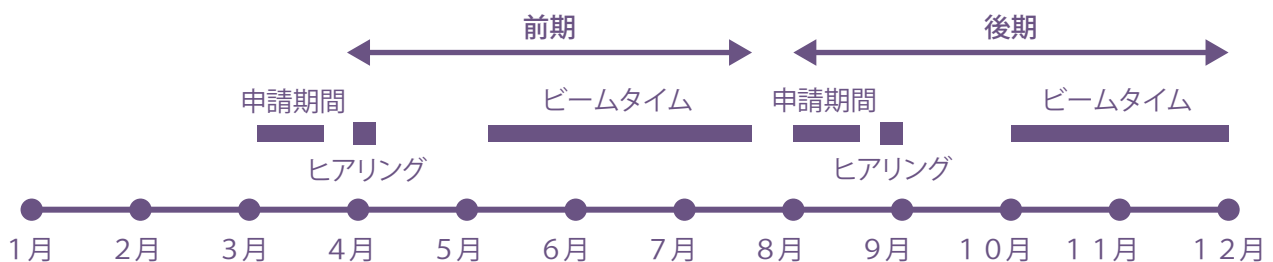 前期
後期
申請期間
ビームタイム
申請期間
ビームタイム
ヒアリング
ヒアリング
1月
2月
3月
4月
5月
6月
7月
8月
9月
10月
11月
12月